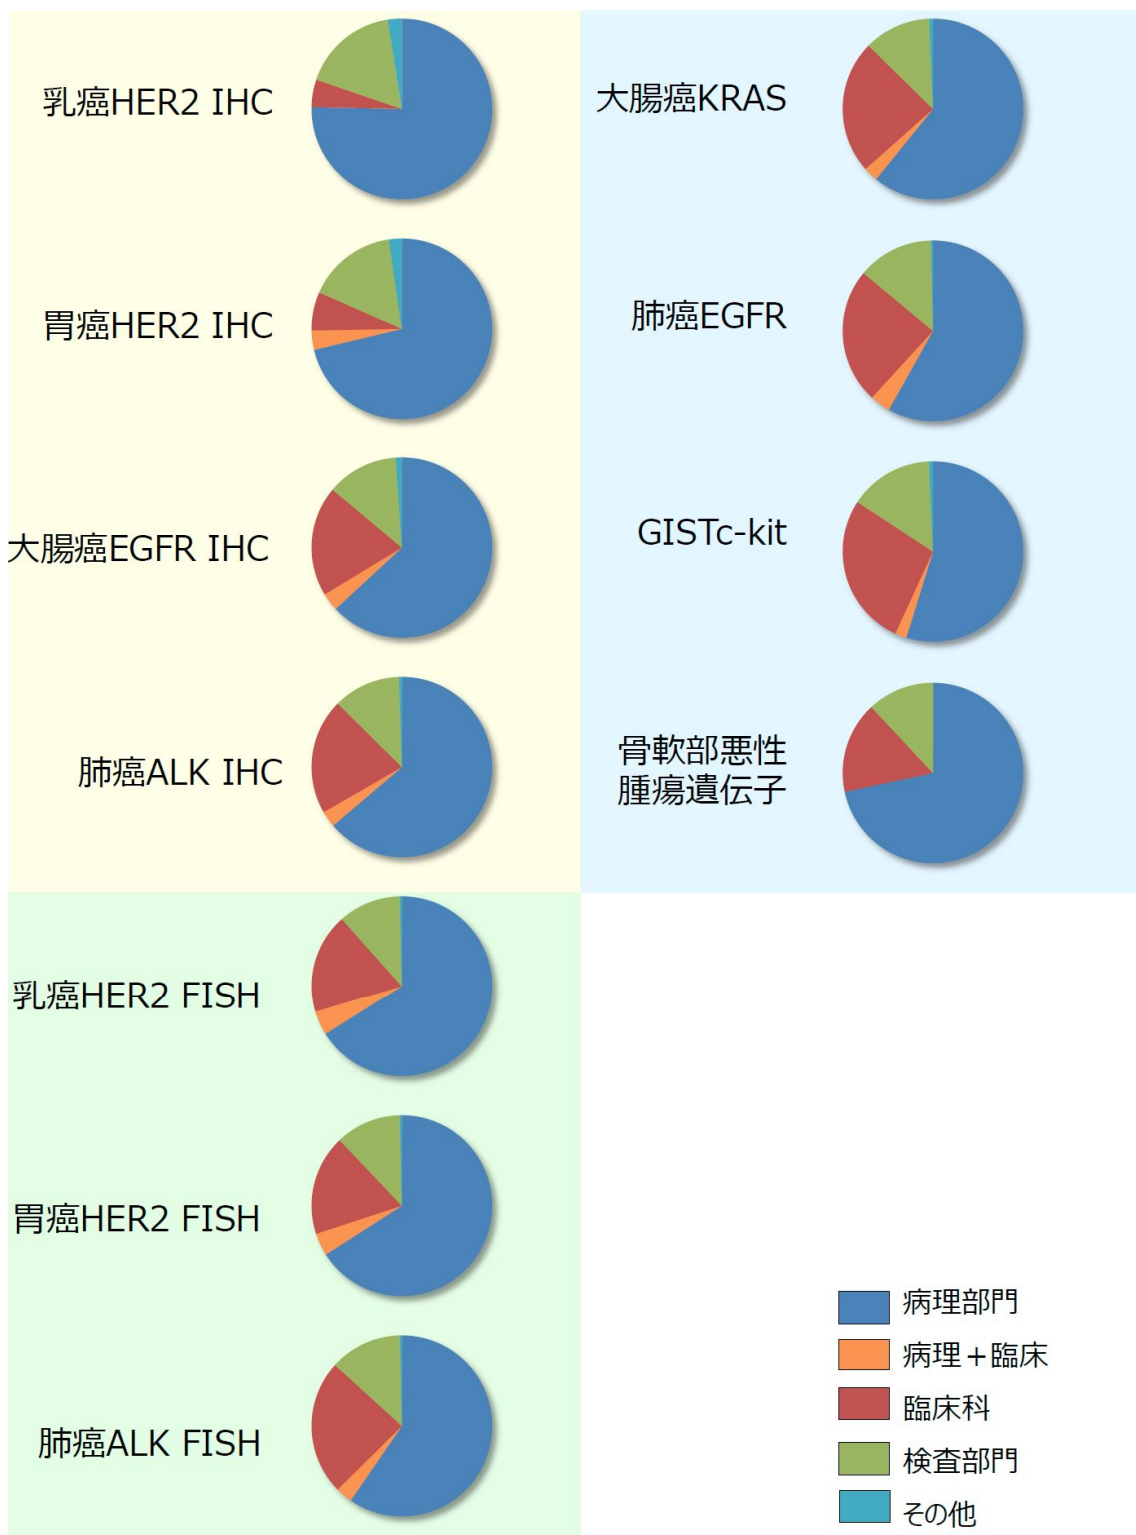 乳癌HER2 IHC
胃癌HER2 IHC
大腸癌EGFR IHC
肺癌ALK IHC
乳癌HER2 FISH
胃癌HER2 FISH
肺癌ALK FISH
大腸癌KRAS
肺癌EGFR
GISTc-kit
骨軟部悪性
腫瘍遺伝子
病理部門
病理+臨床
臨床科
検査部門
その他